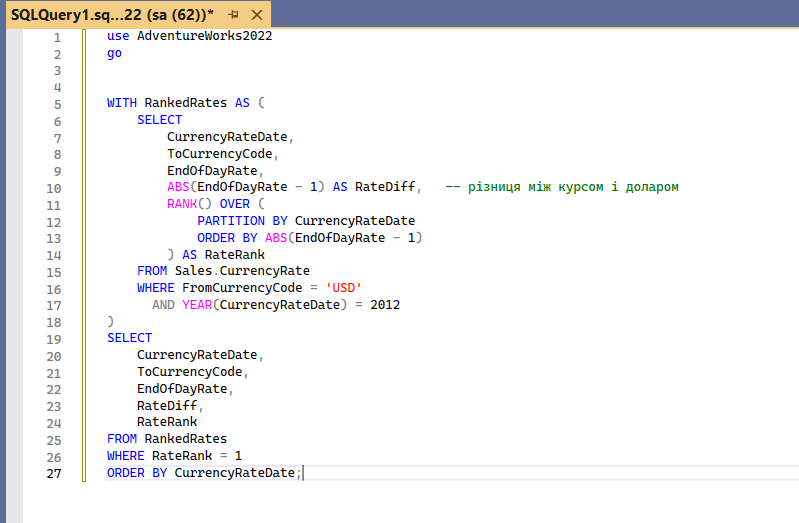 SQLQuery1.sq...22 (sa (62))*
1 use AdventureWorks2022
2 go
3
4
5 WITH RankedRates AS (
6 SELECT
7 CurrencyRateDate,
8 ToCurrencyCode,
9 EndOfDayRate,
10 ABS(EndOfDayRate - 1) AS RateDiff, -- різниця між курсом і доларом
11 RANK() OVER (
12 PARTITION BY CurrencyRateDate
13 ORDER BY ABS(EndOfDayRate - 1)
14 ) AS RateRank
15 FROM Sales.CurrencyRate
16 WHERE FromCurrencyCode = 'USD'
17 AND YEAR(CurrencyRateDate) = 2012
18 )
19 SELECT
20 CurrencyRateDate,
21 ToCurrencyCode,
22 EndOfDayRate,
23 RateDiff,
24 RateRank
25 FROM RankedRates
26 WHERE RateRank = 1
27 ORDER BY CurrencyRateDate;